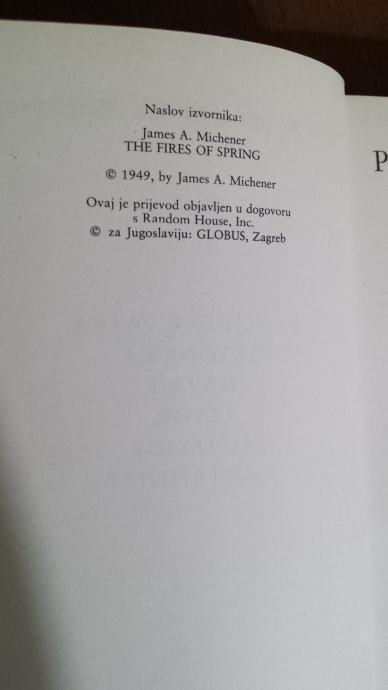 Naslov izvornika:
James A. Michener
THE FIRES OF SPRING
© 1949, by James A. Michener
Ovaj je prijevod objavljen u dogovoru
s Random House, Inc.
© za Jugoslaviju: GLOBUS, Zagreb
P